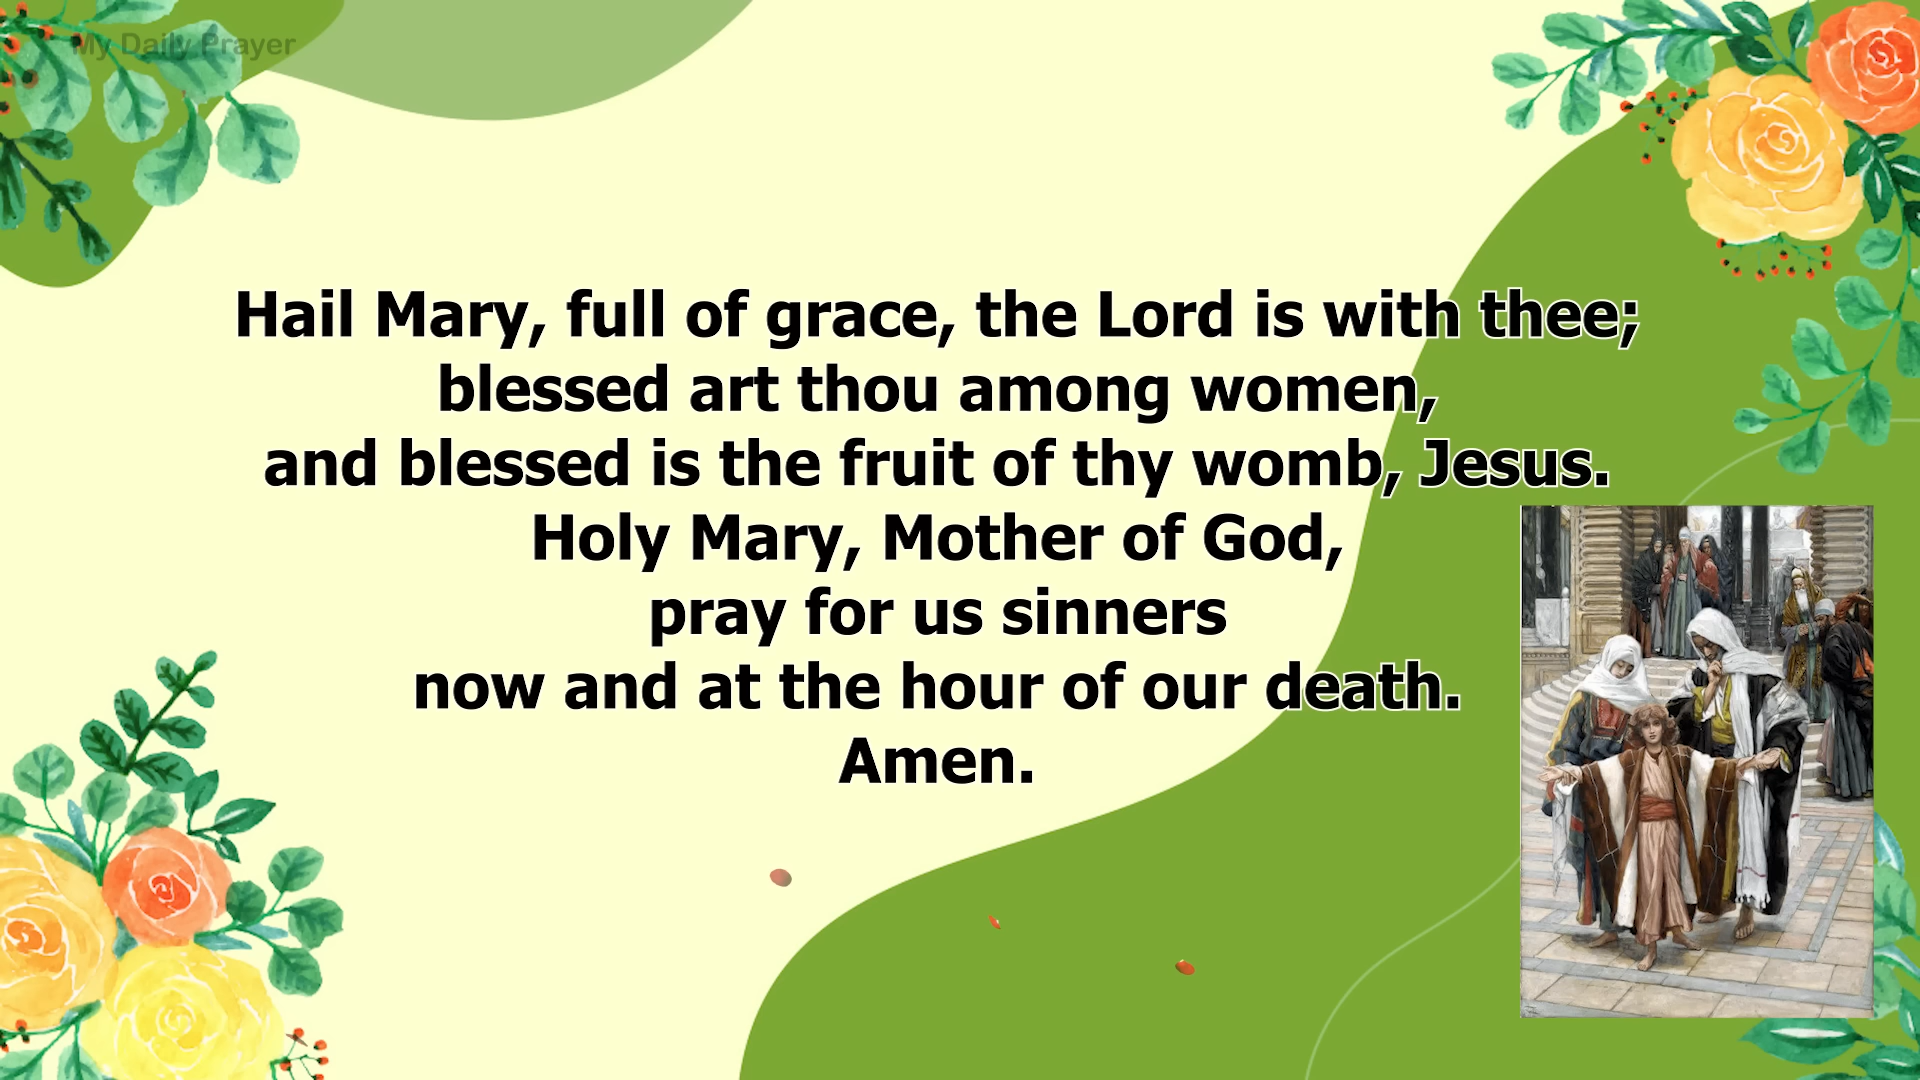 My Daily Prayer
Hail Mary, full of grace, the Lord is with thee;
blessed art thou among women,
and blessed is the fruit of thy womb, Jesus.
Holy Mary, Mother of God,
pray for us sinners
now and at the hour of our death.
Amen.